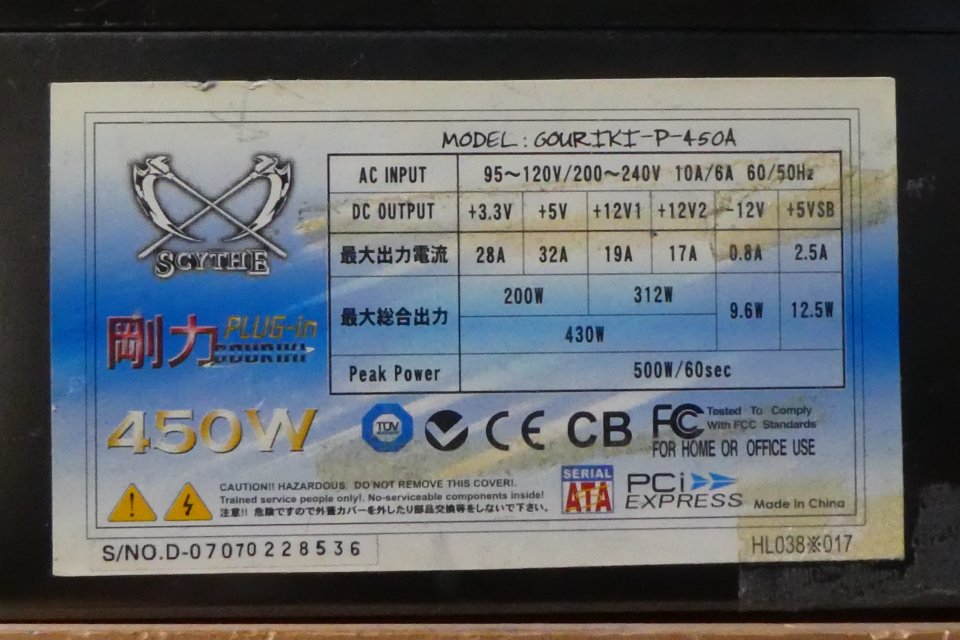 MODEL : GOURIKI-P-450A
AC INPUT 95～120V/200～240V 10A/6A 60/50Hz
DC OUTPUT +3.3V +5V +12V1 +12V2 -12V +5VSB
最大出力電流 28A 32A 19A 17A 0.8A 2.5A
最大総合出力 200W 312W 9.6W 12.5W
430W
Peak Power 500W/60sec
SCYTHE
剛力 PLUG-in
GOURIKI
450W
TÜV
CE CB FC Tested To Comply
With FCC Standards
FOR HOME OR OFFICE USE
CAUTION!! HAZARDOUS, DO NOT REMOVE THIS COVER!.
Trained service people only!. No-serviceable components inside!
注意!! 危険ですので外蓋カバーを外したり部品交換等をしないで下さい。
SERIAL
ATA
PCi
EXPRESS
Made in China
S/NO.D-07070228536
HL038※017